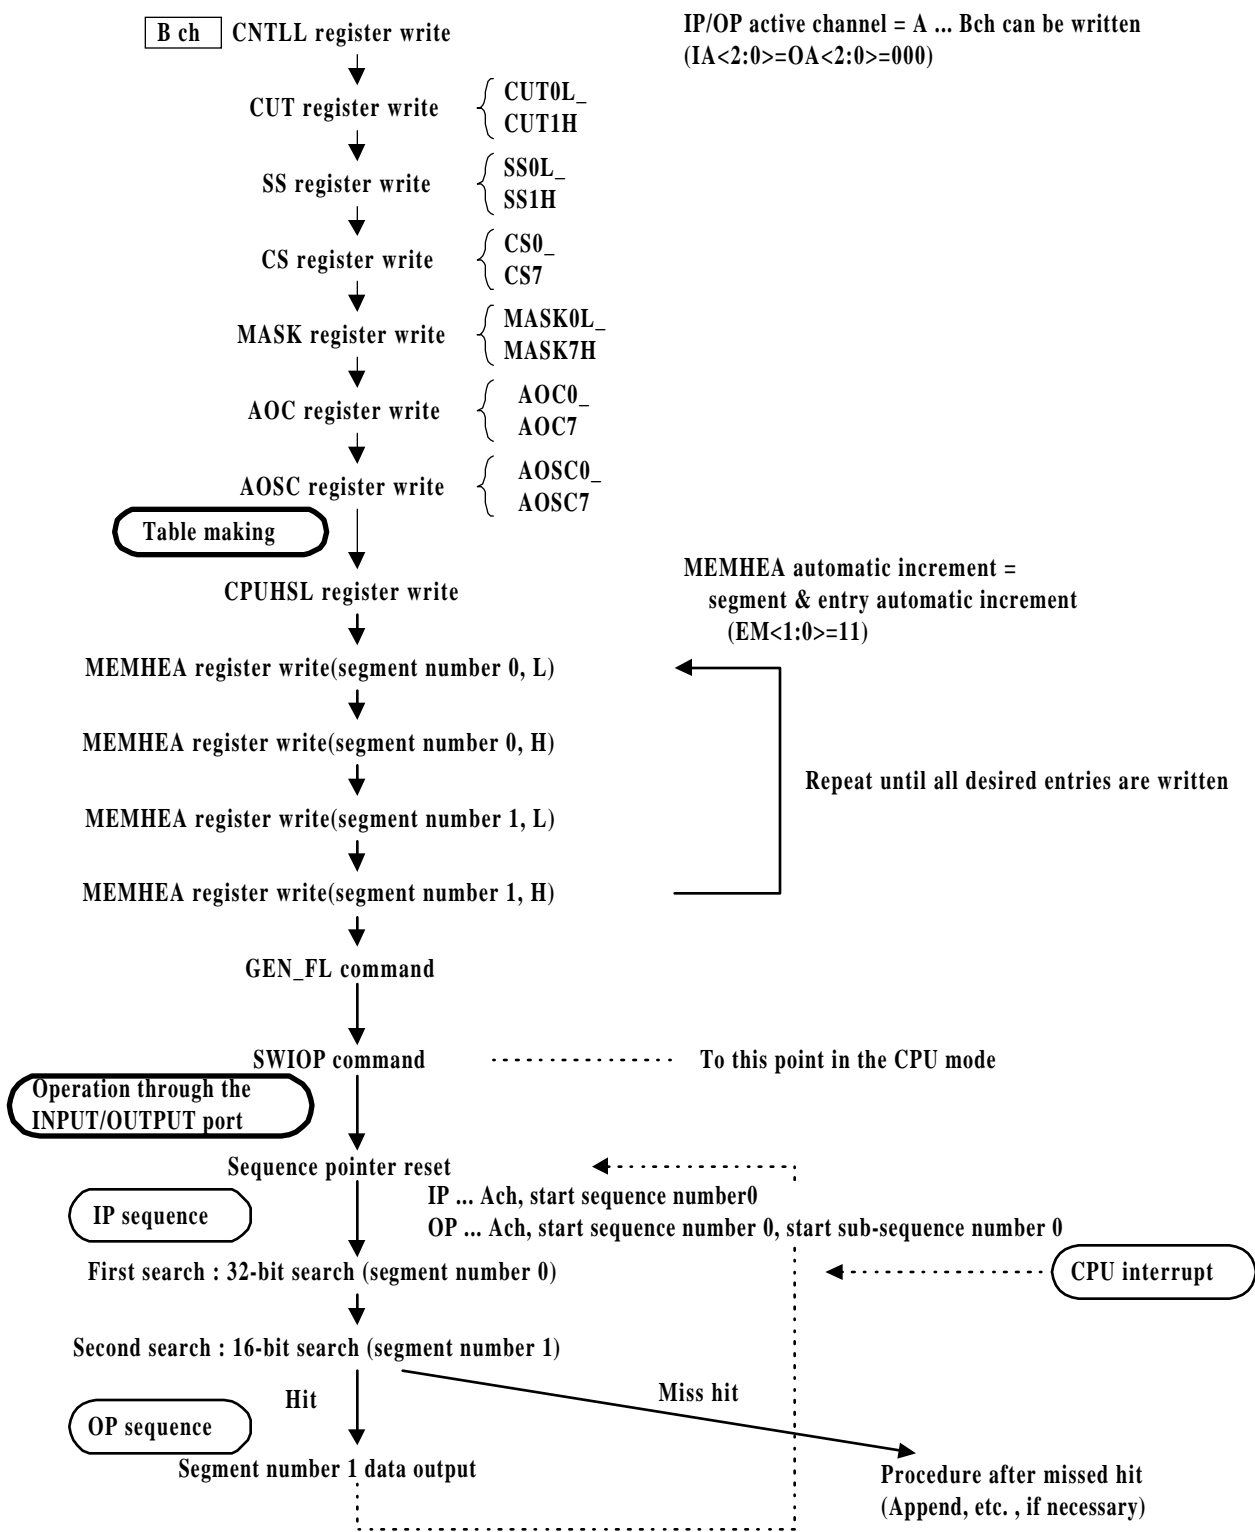 B ch CNTLL register write
IP/OP active channel = A ... Bch can be written
(IA<2:0>=OA<2:0>=000)
CUT register write
CUT0L_
CUT1H
SS register write
SS0L_
SS1H
CS register write
CS0_
CS7
MASK register write
MASK0L_
MASK7H
AOC register write
AOC0_
AOC7
AOSC register write
AOSC0_
AOSC7
Table making
CPUHSL register write
MEMHEA automatic increment =
segment & entry automatic increment
(EM<1:0>=11)
MEMHEA register write(segment number 0, L)
MEMHEA register write(segment number 0, H)
Repeat until all desired entries are written
MEMHEA register write(segment number 1, L)
MEMHEA register write(segment number 1, H)
GEN_FL command
SWIOP command
To this point in the CPU mode
Operation through the
INPUT/OUTPUT port
Sequence pointer reset
IP ... Ach, start sequence number0
OP ... Ach, start sequence number 0, start sub-sequence number 0
IP sequence
First search : 32-bit search (segment number 0)
CPU interrupt
Second search : 16-bit search (segment number 1)
Hit
Miss hit
OP sequence
Segment number 1 data output
Procedure after missed hit
(Append, etc. , if necessary)